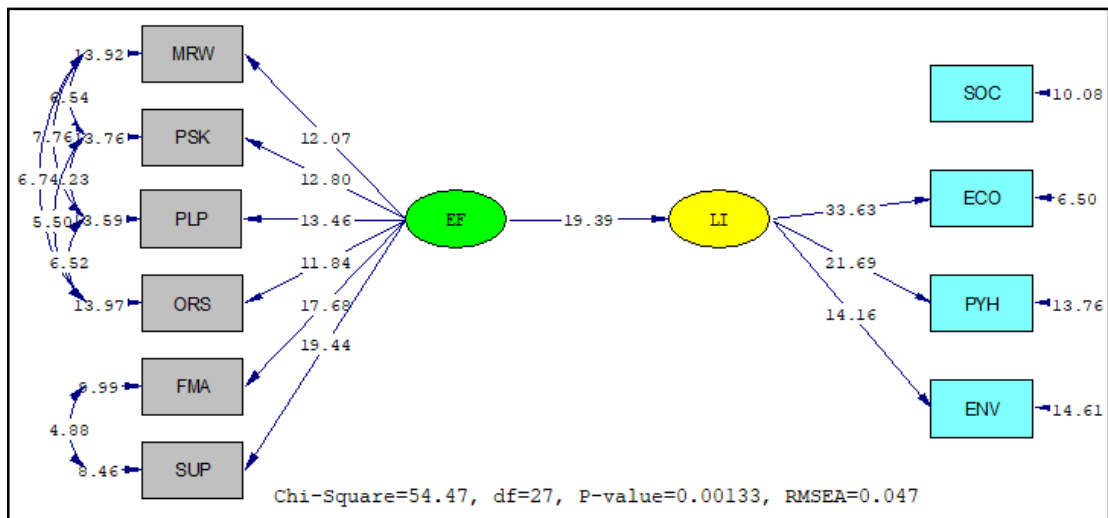 MRW
13.92
SOC
10.08
6.54
12.07
7.76
13.76
PSK
12.80
4.23
ECO
6.50
33.63
5.50
13.59
PLP
13.46
EF
19.39
LI
21.69
6.52
11.84
13.97
ORS
17.68
PYH
13.76
14.16
19.44
9.99
FMA
ENV
14.61
4.88
8.46
SUP
Chi-Square=54.47, df=27, P-value=0.00133, RMSEA=0.047